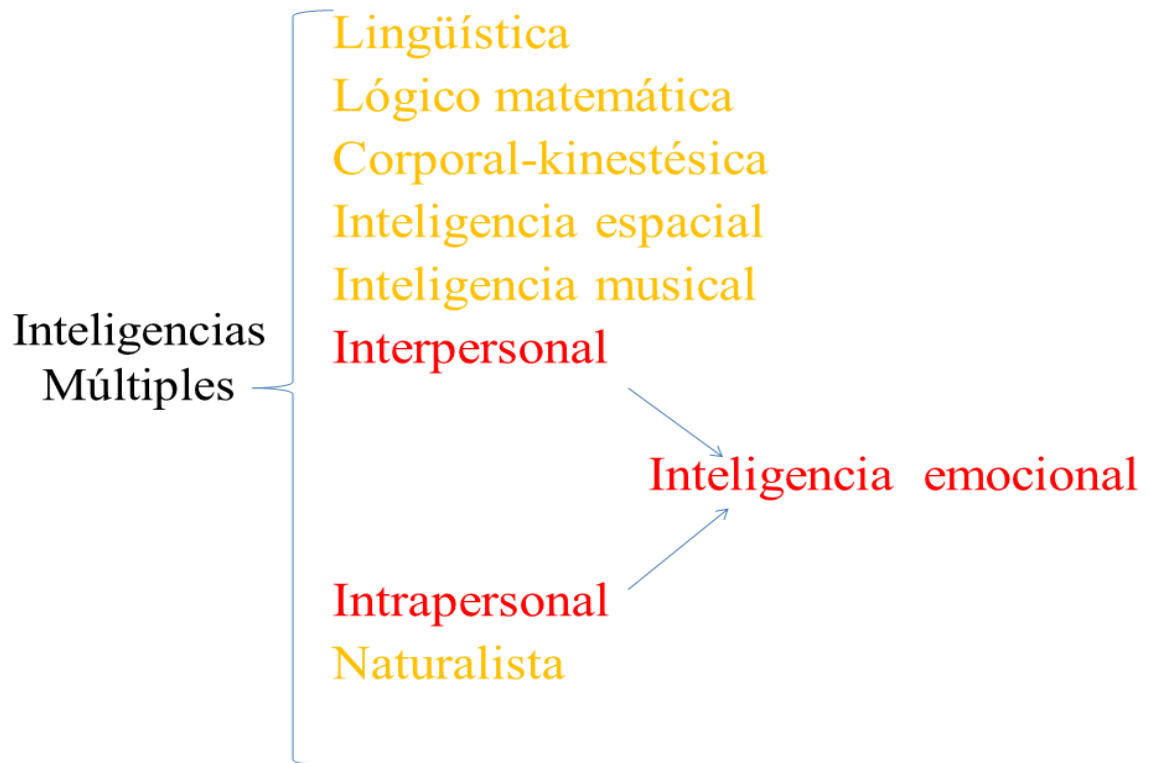 Lingüística
Lógico matemática
Corporal-kinestésica
Inteligencia espacial
Inteligencia musical
Inteligencias
Múltiples
Interpersonal
Inteligencia emocional
Intrapersonal
Naturalista